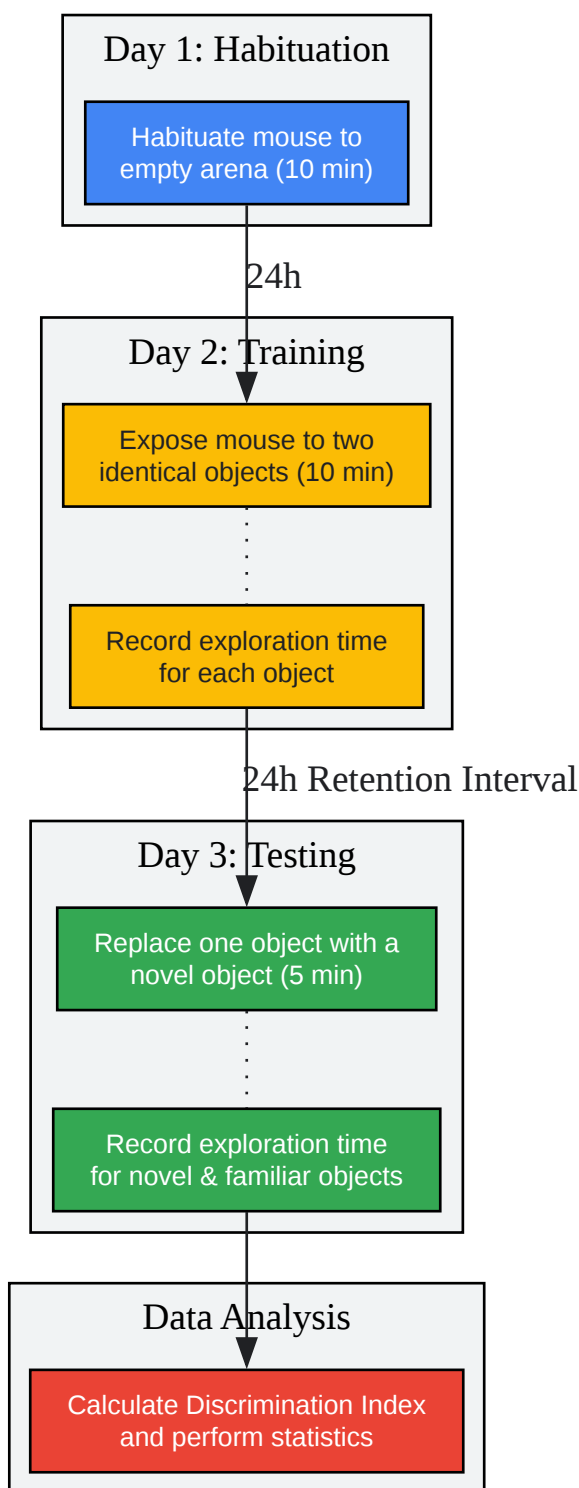 Day 1: Habituation
Habituate mouse to
empty arena (10 min)
24h
Day 2: Training
Expose mouse to two
identical objects (10 min)
Record exploration time
for each object
24h Retention Interval
Day 3: Testing
Replace one object with a
novel object (5 min)
Record exploration time
for novel & familiar objects
Data Analysis
Calculate Discrimination Index
and perform statistics